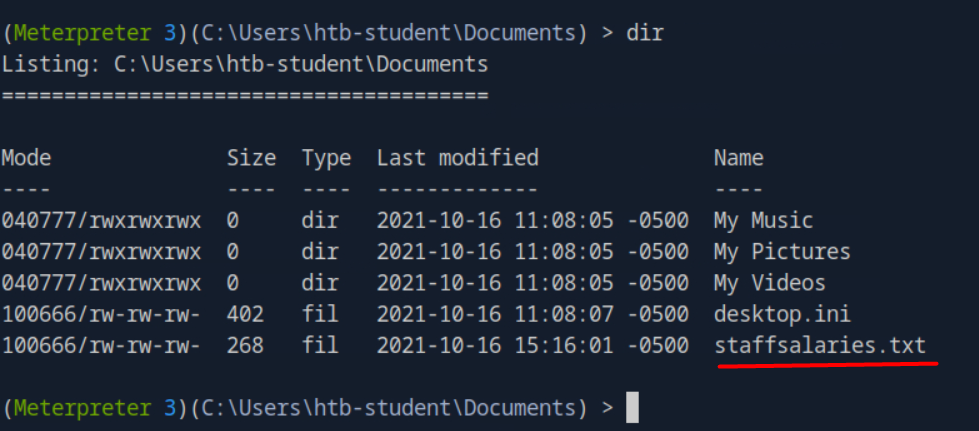 (Meterpreter 3)(C:\Users\htb-student\Documents) > dir
Listing: C:\Users\htb-student\Documents
=======================================
Mode              Size  Type  Last modified              Name
----              ----  ----  -------------              ----
040777/rwxrwxrwx  0     dir   2021-10-16 11:08:05 -0500  My Music
040777/rwxrwxrwx  0     dir   2021-10-16 11:08:05 -0500  My Pictures
040777/rwxrwxrwx  0     dir   2021-10-16 11:08:05 -0500  My Videos
100666/rw-rw-rw-  402   fil   2021-10-16 11:08:07 -0500  desktop.ini
100666/rw-rw-rw-  268   fil   2021-10-16 15:16:01 -0500  staffsalaries.txt
(Meterpreter 3)(C:\Users\htb-student\Documents) >